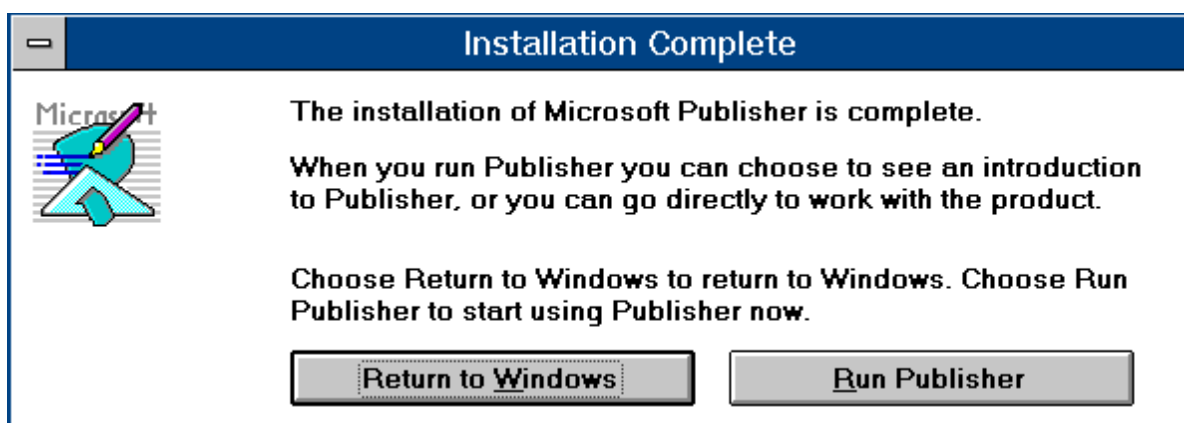 Installation Complete
Microsoft
The installation of Microsoft Publisher is complete.
When you run Publisher you can choose to see an introduction
to Publisher, or you can go directly to work with the product.
Choose Return to Windows to return to Windows. Choose Run
Publisher to start using Publisher now.
Return to Windows
Run Publisher